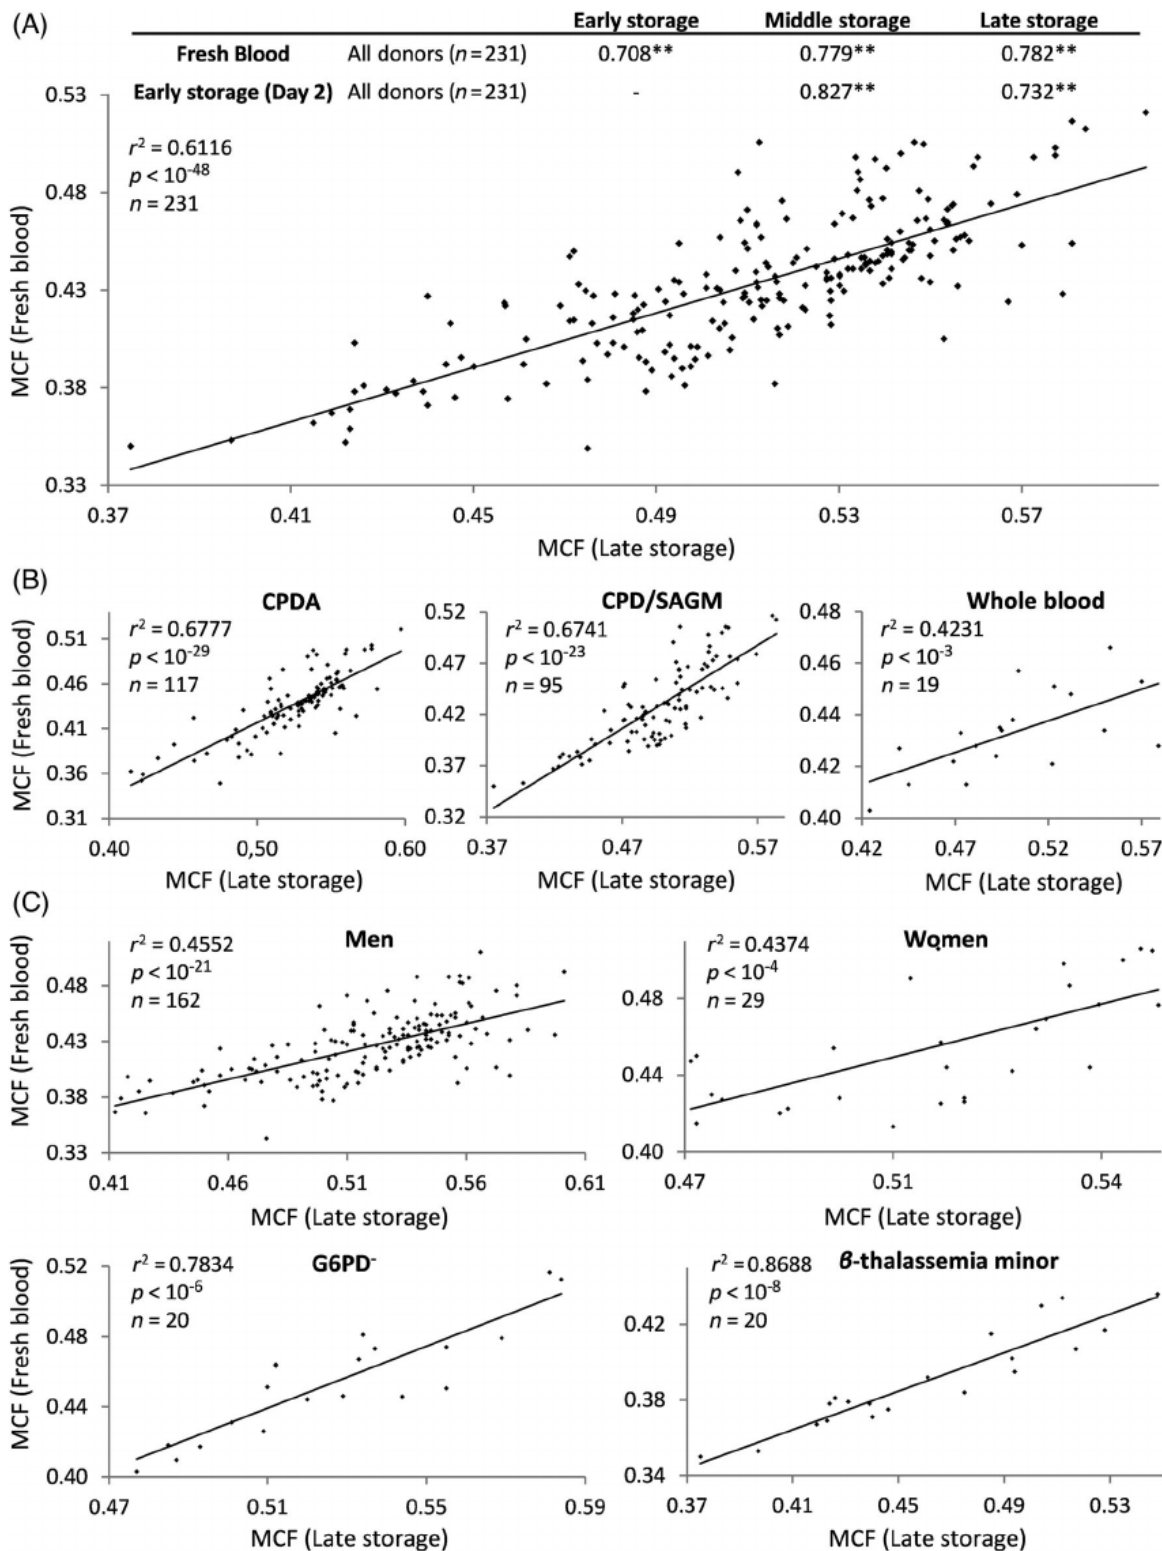 (A)
Early storage Middle storage Late storage
Fresh Blood All donors (n = 231) 0.708** 0.779** 0.782**
Early storage (Day 2) All donors (n = 231) - 0.827** 0.732**
r² = 0.6116
p < 10⁻⁴⁸
n = 231
MCF (Fresh blood)
0.53
0.48
0.43
0.38
0.33
0.37 0.41 0.45 0.49 0.53 0.57
MCF (Late storage)
(B)
CPDA
r² = 0.6777
p < 10⁻²⁹
n = 117
MCF (Fresh blood)
0.51
0.46
0.41
0.36
0.31
0.40 0,50 0.60
MCF (Late storage)
CPD/SAGM
r² = 0.6741
p < 10⁻²³
n = 95
0.52
0.47
0.42
0.37
0.32
0.37 0.47 0.57
MCF (Late storage)
Whole blood
r² = 0.4231
p < 10⁻³
n = 19
0.48
0.46
0.44
0.42
0.40
0.42 0.47 0.52 0.57
MCF (Late storage)
(C)
Men
r² = 0.4552
p < 10⁻²¹
n = 162
MCF (Fresh blood)
0.48
0.43
0.38
0.33
0.41 0.46 0.51 0.56 0.61
MCF (Late storage)
Women
r² = 0.4374
p < 10⁻⁴
n = 29
0.48
0.44
0.40
0.47 0.51 0.54
MCF (Late storage)
G6PD⁻
r² = 0.7834
p < 10⁻⁶
n = 20
MCF (Fresh blood)
0.52
0.48
0.44
0.40
0.47 0.51 0.55 0.59
MCF (Late storage)
β-thalassemia minor
r² = 0.8688
p < 10⁻⁸
n = 20
0.42
0.38
0.34
0.37 0.41 0.45 0.49 0.53
MCF (Late storage)